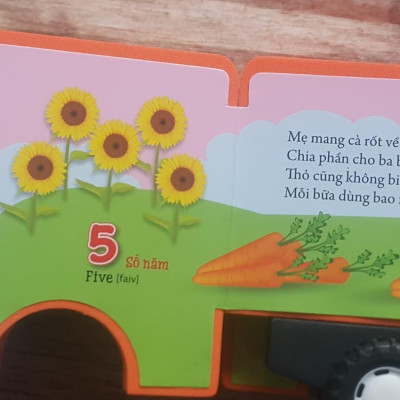 5
Số năm
Five [faiv]
Mẹ mang cà rốt về
Chia phần cho ba
Thỏ cũng không
Mỗi bữa dùng bao